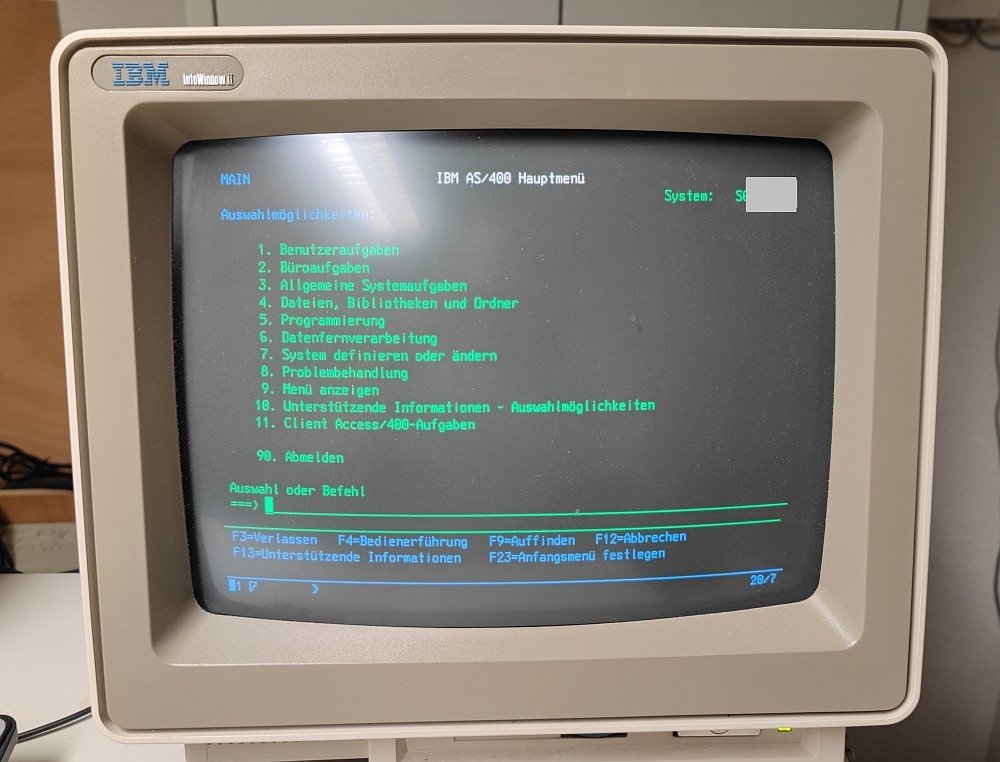 IBM InfoWindow II
MAIN IBM AS/400 Hauptmenü
System: S0
Auswahlmöglichkeiten:
1. Benutzeraufgaben
2. Büroaufgaben
3. Allgemeine Systemaufgaben
4. Dateien, Bibliotheken und Ordner
5. Programmierung
6. Datenfernverarbeitung
7. System definieren oder ändern
8. Problembehandlung
9. Menü anzeigen
10. Unterstützende Informationen - Auswahlmöglichkeiten
11. Client Access/400-Aufgaben
90. Abmelden
Auswahl oder Befehl
===>
F3=Verlassen F4=Bedienerführung F9=Auffinden F12=Abbrechen
F13=Unterstützende Informationen F23=Anfangsmenü festlegen
20/7